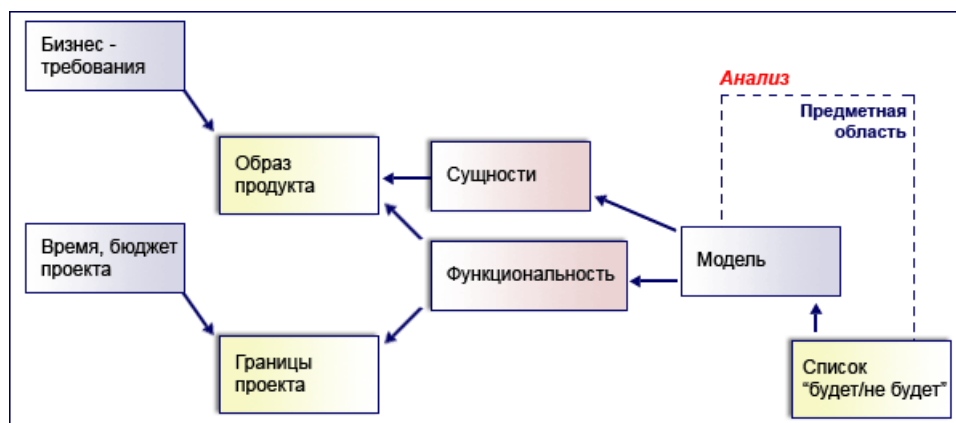 Бизнес -
требования
Анализ
Предметная
область
Образ
продукта
Сущности
Время, бюджет
проекта
Функциональность
Модель
Границы
проекта
Список
“будет/не будет”